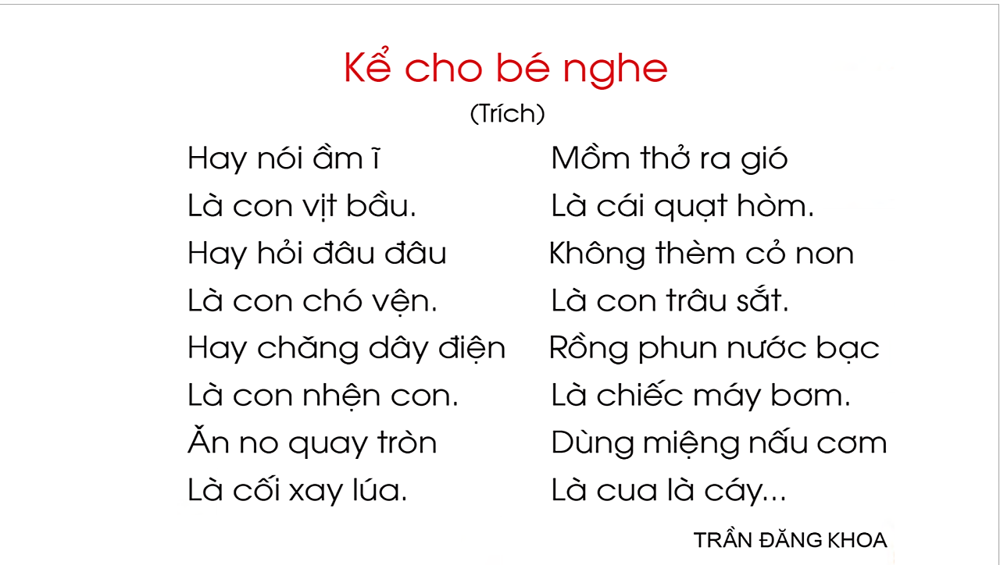 Kể cho bé nghe
(Trích)
Hay nói ầm ĩ
Là con vịt bầu.
Hay hỏi đâu đâu
Là con chó vện.
Hay chăng dây điện
Là con nhện con.
Ăn no quay tròn
Là cối xay lúa.
Mồm thở ra gió
Là cái quạt hòm.
Không thèm cỏ non
Là con trâu sắt.
Rồng phun nước bạc
Là chiếc máy bơm.
Dùng miệng nấu cơm
Là cua là cáy...
TRẦN ĐĂNG KHOA